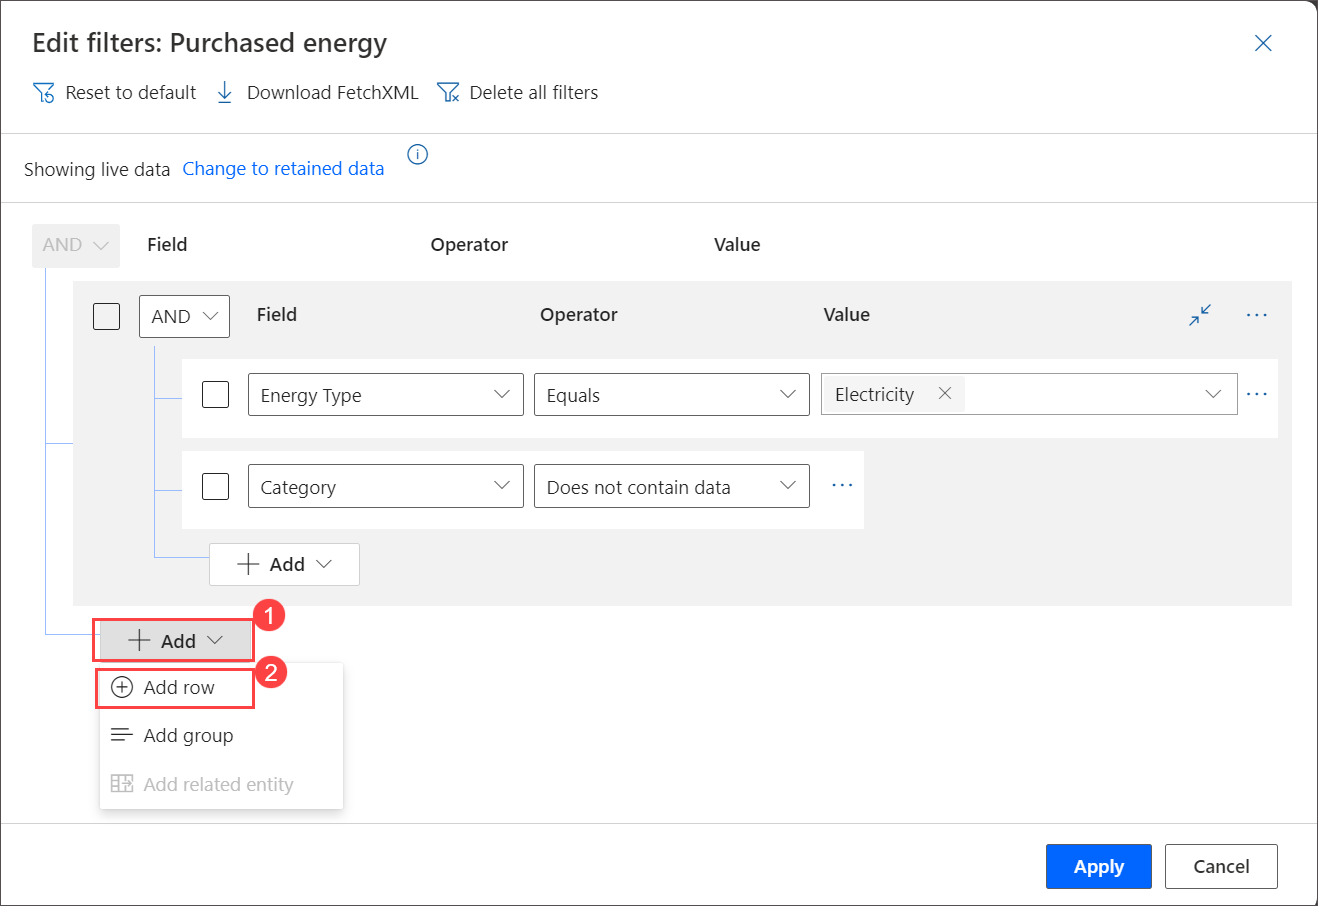 Edit filters: Purchased energy
Reset to default Download FetchXML Delete all filters
Showing live data Change to retained data
AND Field Operator Value
AND Field Operator Value
Energy Type Equals Electricity
Category Does not contain data
Add
1
Add
2
Add row
Add group
Add related entity
Apply Cancel